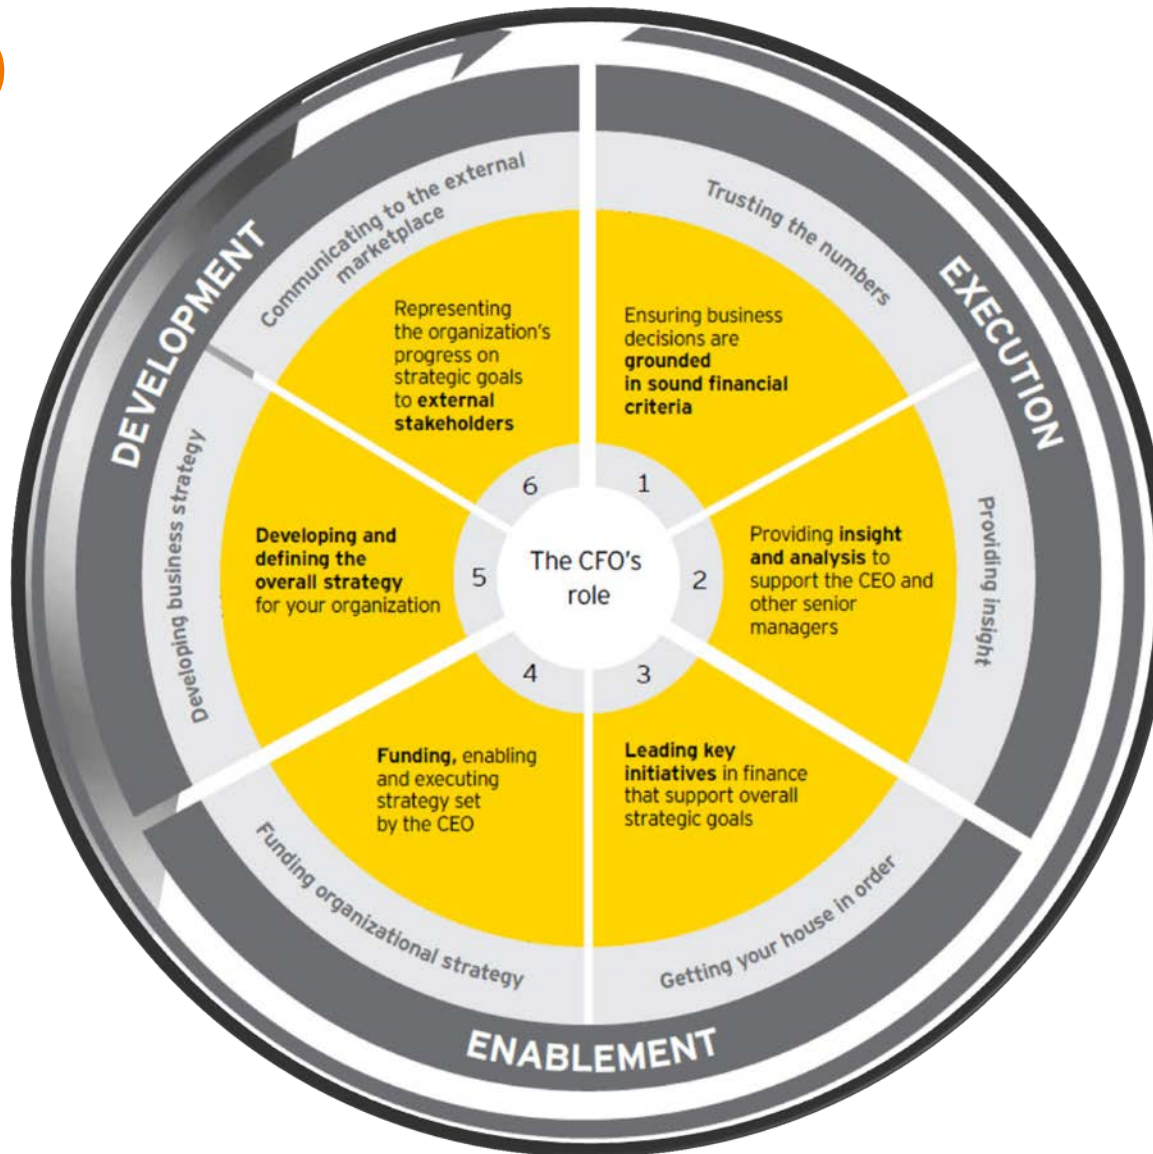 The CFO's
role
1
Ensuring business
decisions are
grounded
in sound financial
criteria
Trusting the numbers
EXECUTION
2
Providing insight
and analysis to
support the CEO and
other senior
managers
Providing insight
3
Leading key
initiatives in finance
that support overall
strategic goals
Getting your house in order
ENABLEMENT
4
Funding, enabling
and executing
strategy set
by the CEO
Funding organizational strategy
5
Developing and
defining the
overall strategy
for your organization
Developing business strategy
DEVELOPMENT
6
Representing
the organization's
progress on
strategic goals
to external
stakeholders
Communicating to the external
marketplace